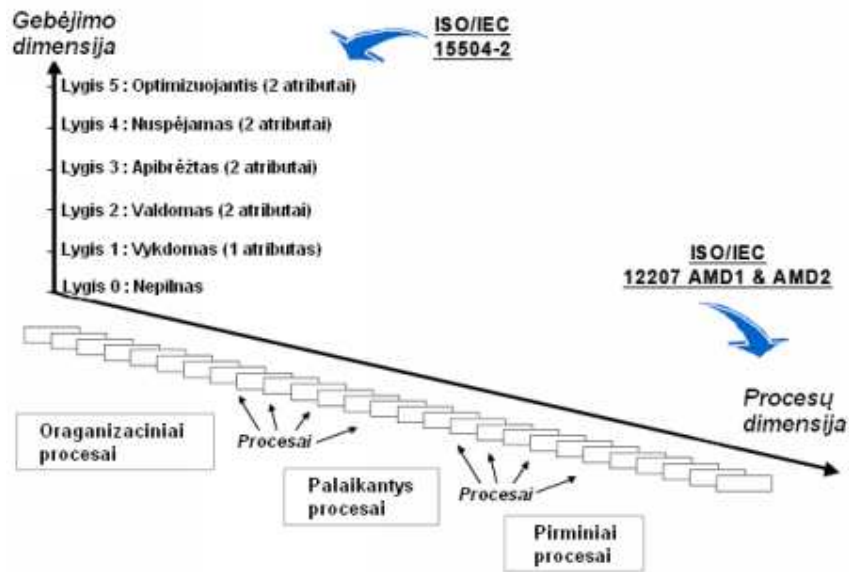 Gebėjimo
dimensija
ISO/IEC
15504-2
Lygis 5 : Optimizuojantis (2 atributai)
Lygis 4 : Nuspėjamas (2 atributai)
Lygis 3 : Apibrėžtas (2 atributai)
Lygis 2 : Valdomas (2 atributai)
Lygis 1 : Vykdomas (1 atributas)
Lygis 0 : Nepilnas
ISO/IEC
12207 AMD1 & AMD2
Procesų
dimensija
Oraganizaciniai
procesai
Procesai
Palaikantys
procesai
Procesai
Pirminiai
procesai